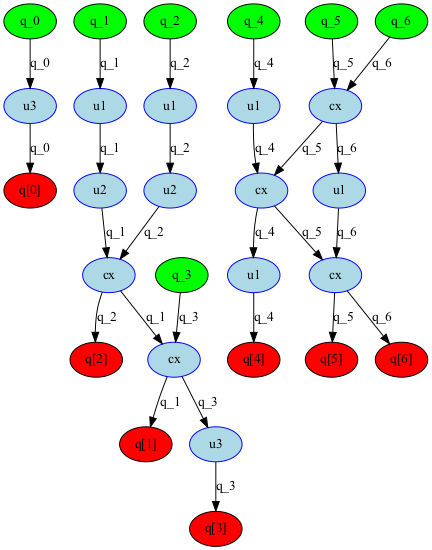 q_0 q_1 q_2 q_4 q_5 q_6
q_0 q_1 q_2 q_4 q_5 q_6
u3 u1 u1 u1 cx
q_0 q_1 q_2 q_4 q_5 q_6
q[0] u2 u2 cx u1
q_1 q_2 q_4 q_5 q_6
cx q_3 u1 cx
q_2 q_1 q_3 q_4 q_5 q_6
q[2] cx q[4] q[5] q[6]
q_1 q_3
q[1] u3
q_3
q[3]